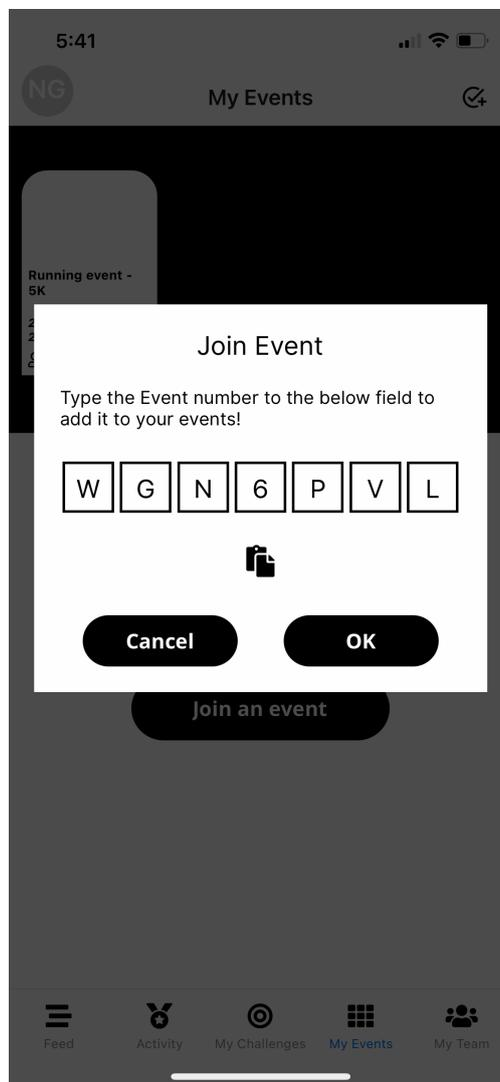 5:41
NG
My Events
Running event -
5K
Join Event
Type the Event number to the below field to
add it to your events!
W G N 6 P V L
Cancel OK
Join an event
Feed Activity My Challenges My Events My Team